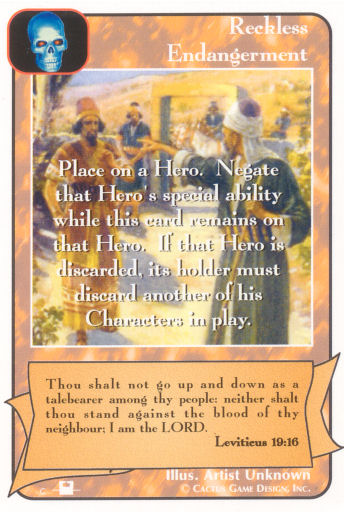 Reckless
Endangerment
Place on a Hero. Negate
that Hero's special ability
while this card remains on
that Hero. If that Hero is
discarded, its holder must
discard another of his
Characters in play.
Thou shalt not go up and down as a
talebearer among thy people: neither shalt
thou stand against the blood of thy
neighbour; I am the LORD.
Leviticus 19:16
Illus. Artist Unknown
© CACTUS GAME DESIGN, INC.
C